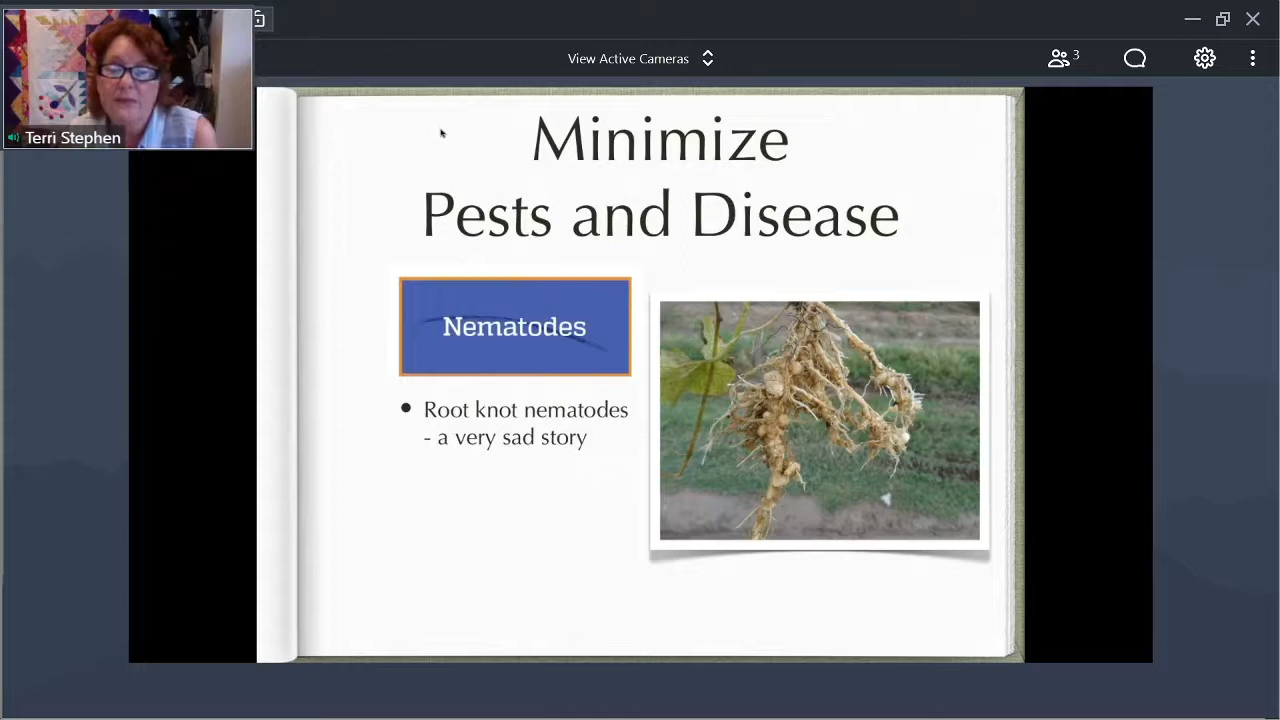 View Active Cameras
3
Terri Stephen
Minimize
Pests and Disease
Nematodes
• Root knot nematodes
- a very sad story